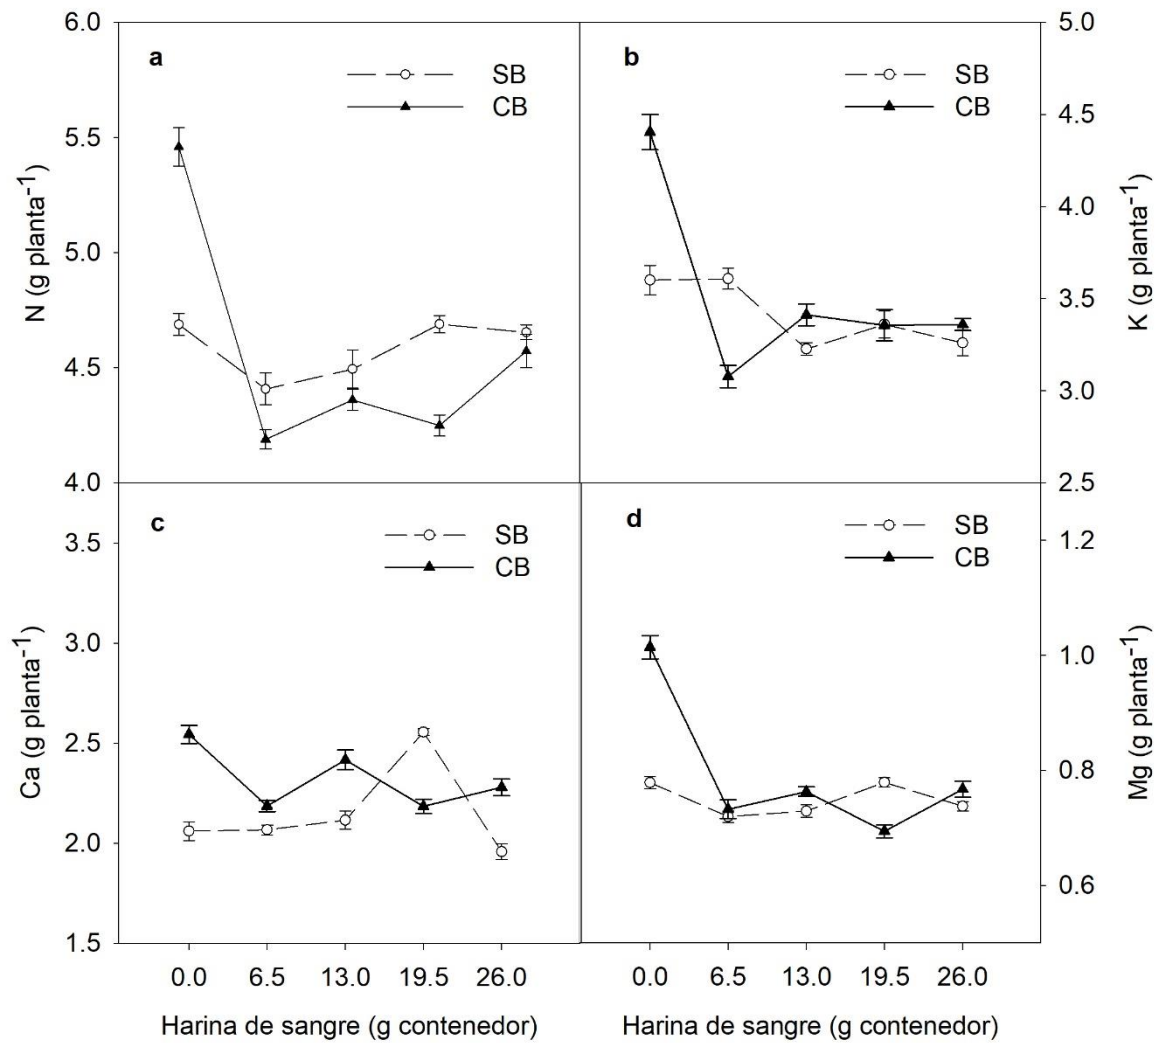 6.0
5.5
5.0
4.5
4.0
N (g planta-1)
a
SB
CB
b
SB
CB
5.0
4.5
4.0
3.5
3.0
2.5
K (g planta-1)
3.5
3.0
2.5
2.0
1.5
Ca (g planta-1)
c
SB
CB
d
SB
CB
1.2
1.0
0.8
0.6
Mg (g planta-1)
0.0 6.5 13.0 19.5 26.0
0.0 6.5 13.0 19.5 26.0
Harina de sangre (g contenedor)
Harina de sangre (g contenedor)